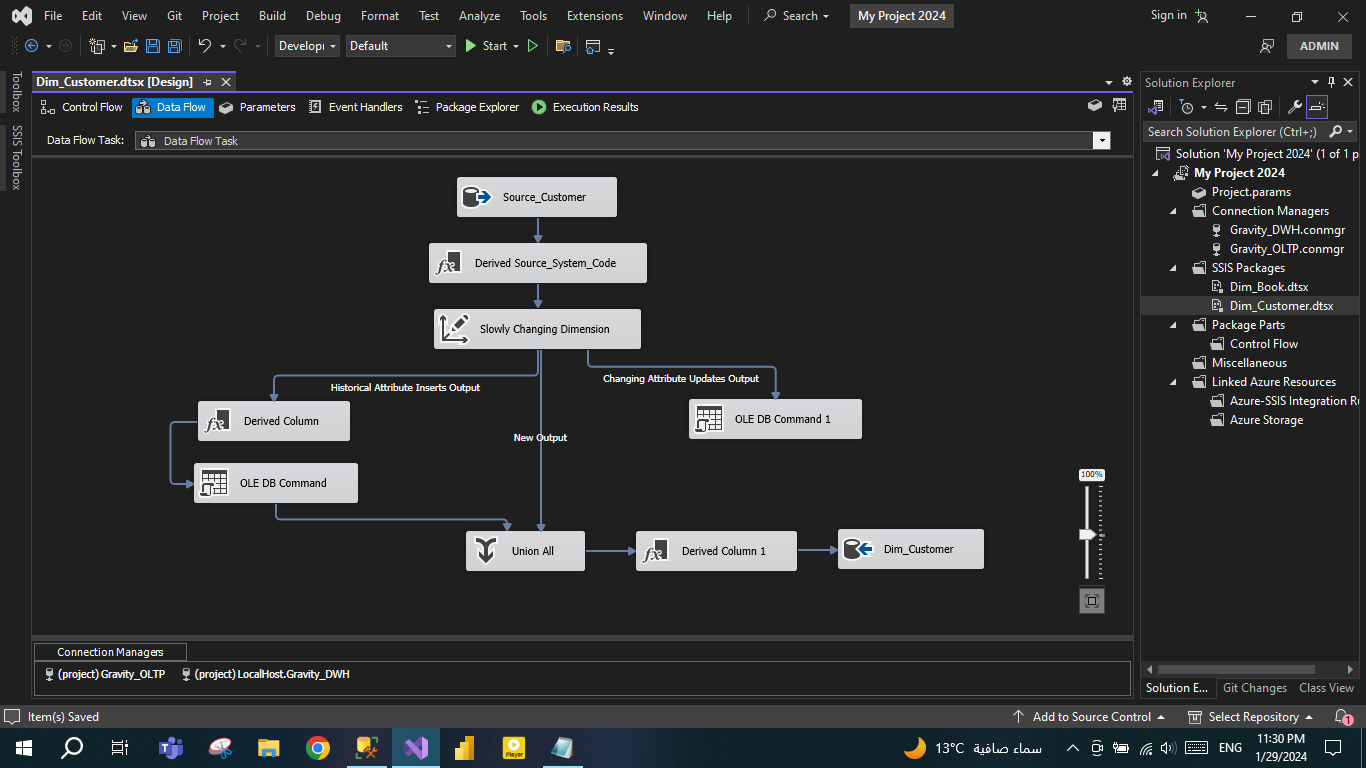 File Edit View Git Project Build Debug Format Test Analyze Tools Extensions Window Help Search My Project 2024 Sign in
Develop Default Start ADMIN
Toolbox
SSIS Toolbox
Dim_Customer.dtsx [Design]
Control Flow Data Flow Parameters Event Handlers Package Explorer Execution Results
Data Flow Task: Data Flow Task
Source_Customer
Derived Source_System_Code
Slowly Changing Dimension
Historical Attribute Inserts Output
Changing Attribute Updates Output
Derived Column
OLE DB Command 1
New Output
OLE DB Command
Union All
Derived Column 1
Dim_Customer
100%
Connection Managers
(project) Gravity_OLTP (project) LocalHost.Gravity_DWH
Solution Explorer
Search Solution Explorer (Ctrl+;)
Solution 'My Project 2024' (1 of 1 p
My Project 2024
Project.params
Connection Managers
Gravity_DWH.conmgr
Gravity_OLTP.conmgr
SSIS Packages
Dim_Book.dtsx
Dim_Customer.dtsx
Package Parts
Control Flow
Miscellaneous
Linked Azure Resources
Azure-SSIS Integration Ru
Azure Storage
Solution E... Git Changes Class View
Item(s) Saved Add to Source Control Select Repository 1
Player
13°C سماء صافية ENG
11:30 PM
1/29/2024